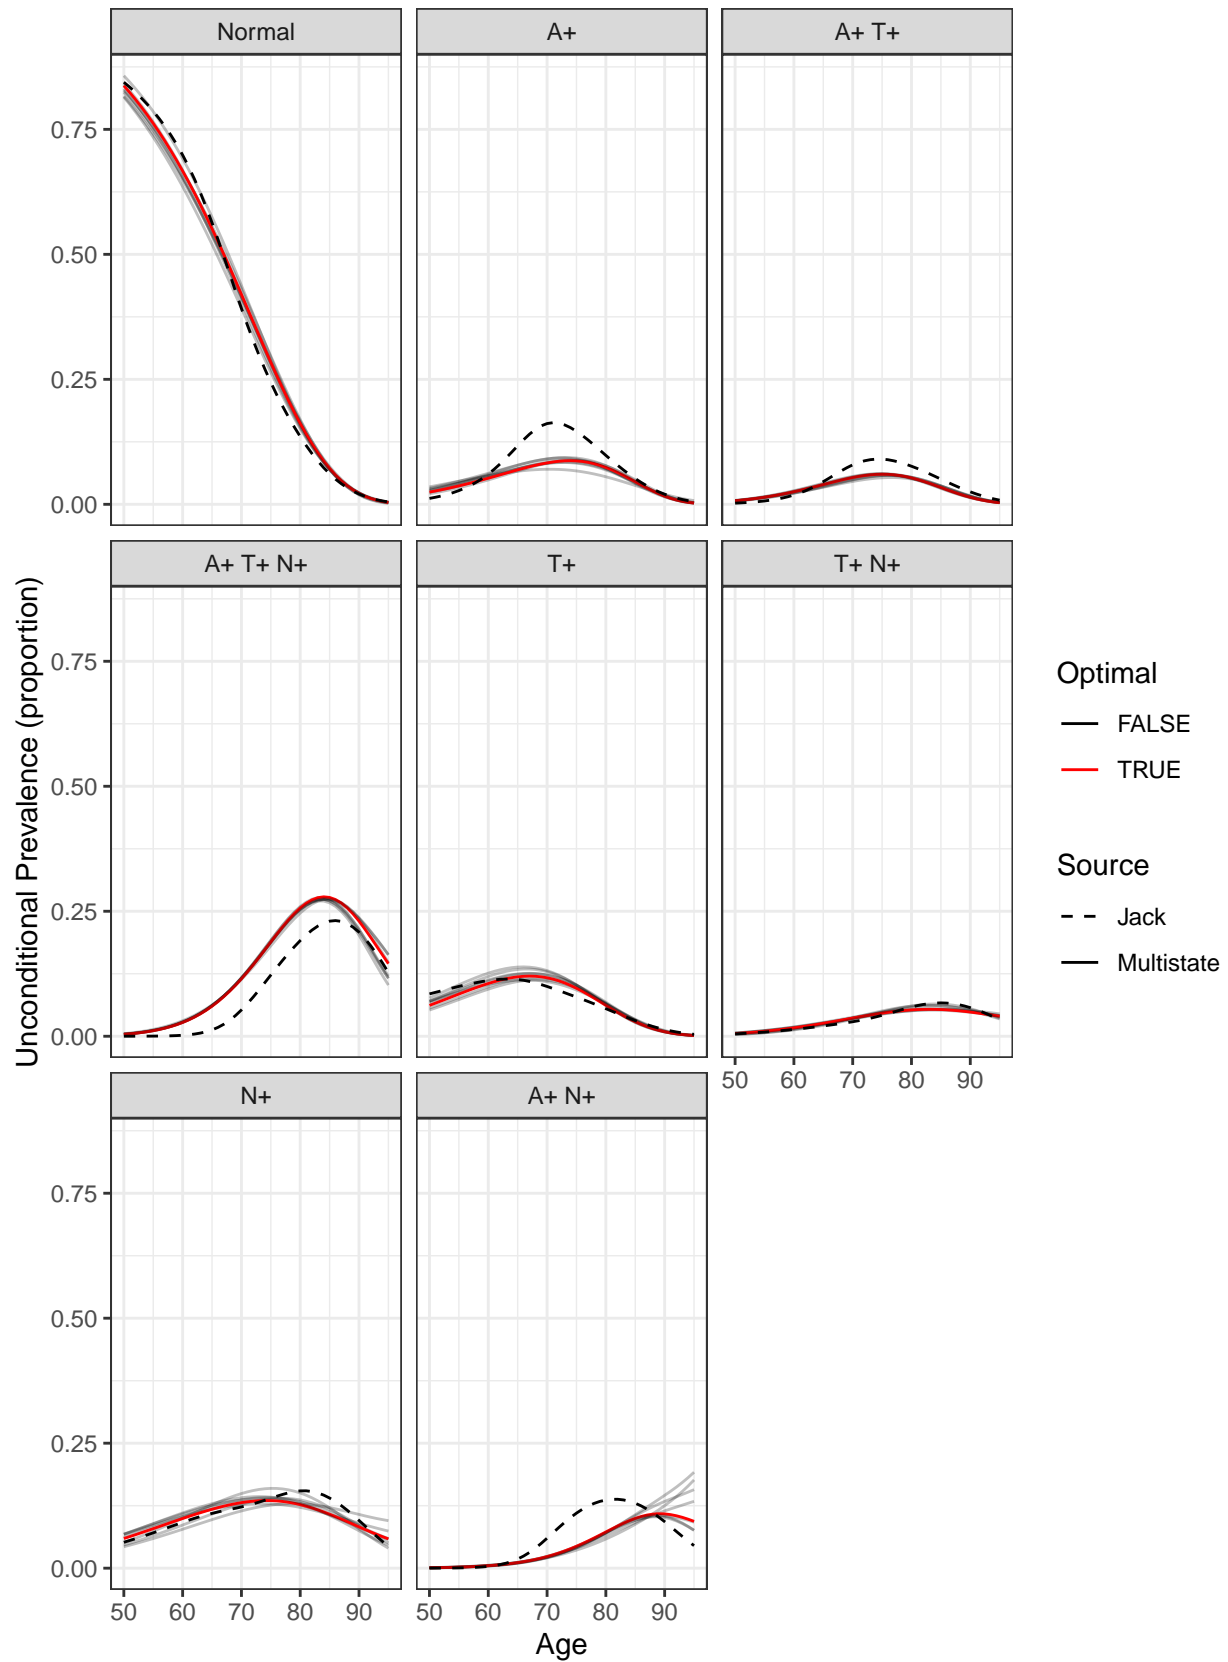 Normal
A+
A+ T+
0.75
0.50
0.25
0.00
A+ T+ N+
T+
T+ N+
0.75
0.50
0.25
0.00
50 60 70 80 90
N+
A+ N+
0.75
0.50
0.25
0.00
50 60 70 80 90
50 60 70 80 90
Age
Unconditional Prevalence (proportion)
Optimal
FALSE
TRUE
Source
Jack
Multistate